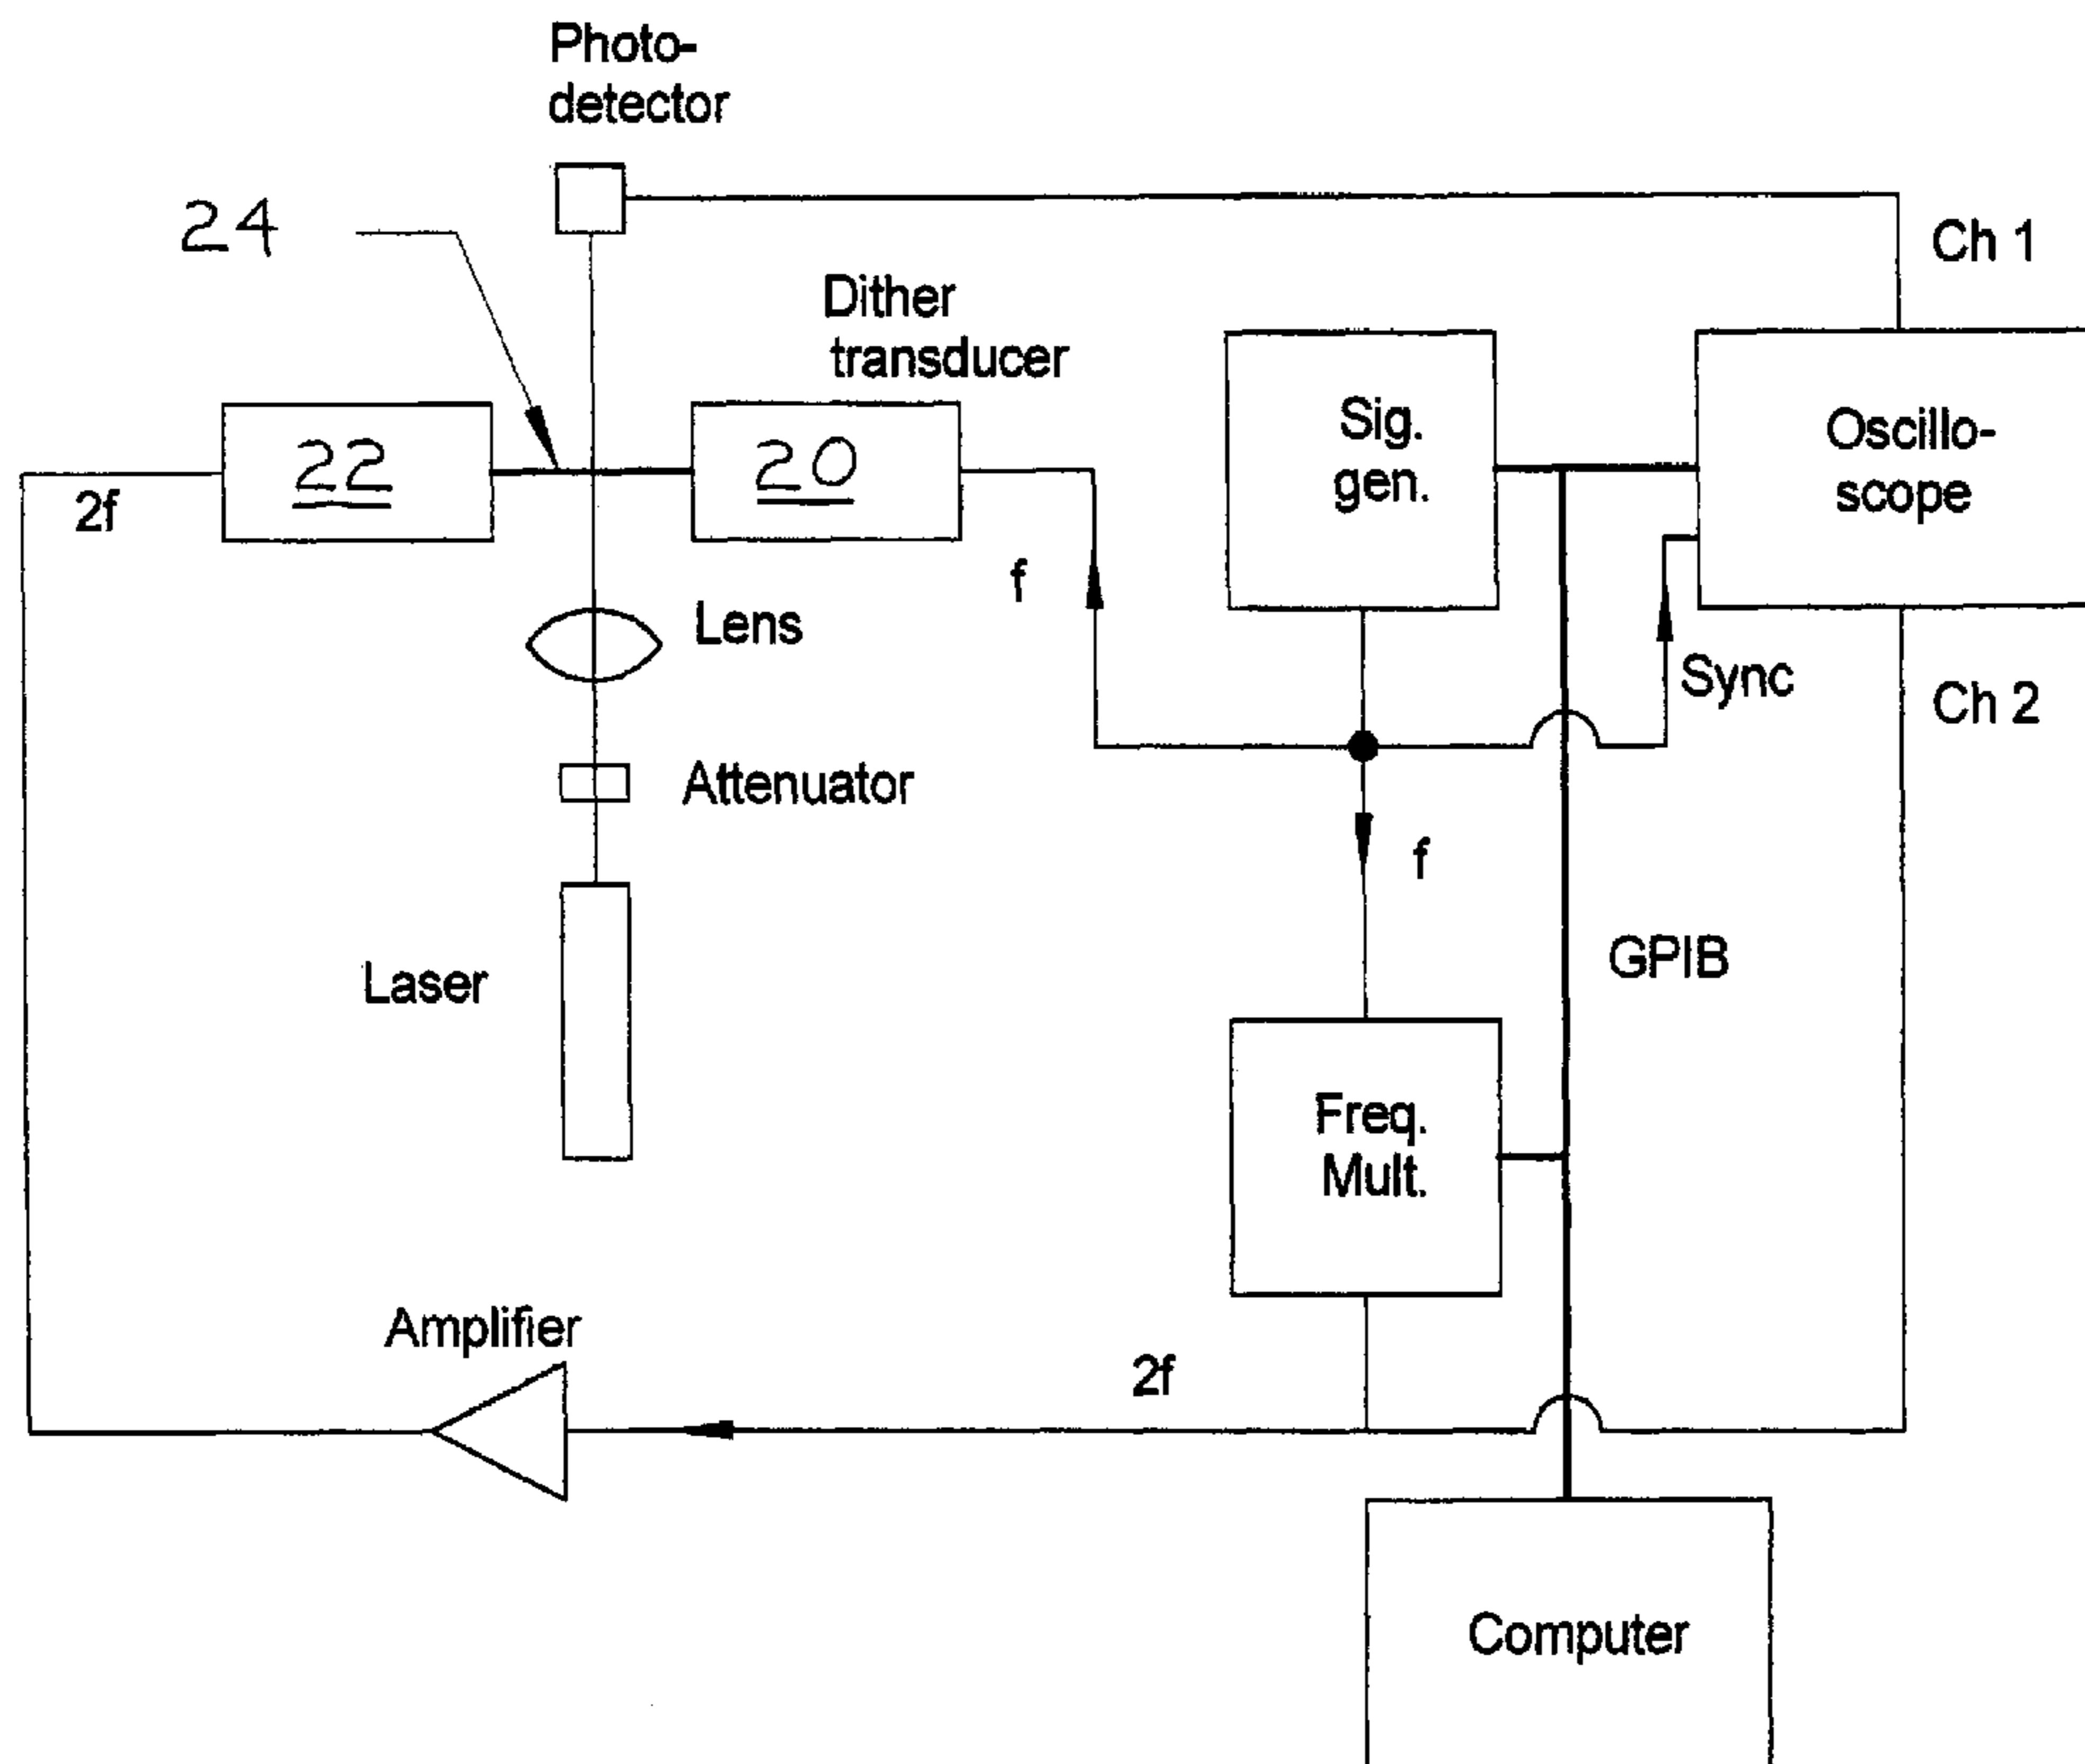 Photo-
detector
24
Ch 1
Dither
transducer
Sig.
gen.
Oscillo-
scope
22
20
2f
f
Lens
Sync
Ch 2
Attenuator
f
GPIB
Laser
Freq.
Mult.
Amplifier
2f
Computer